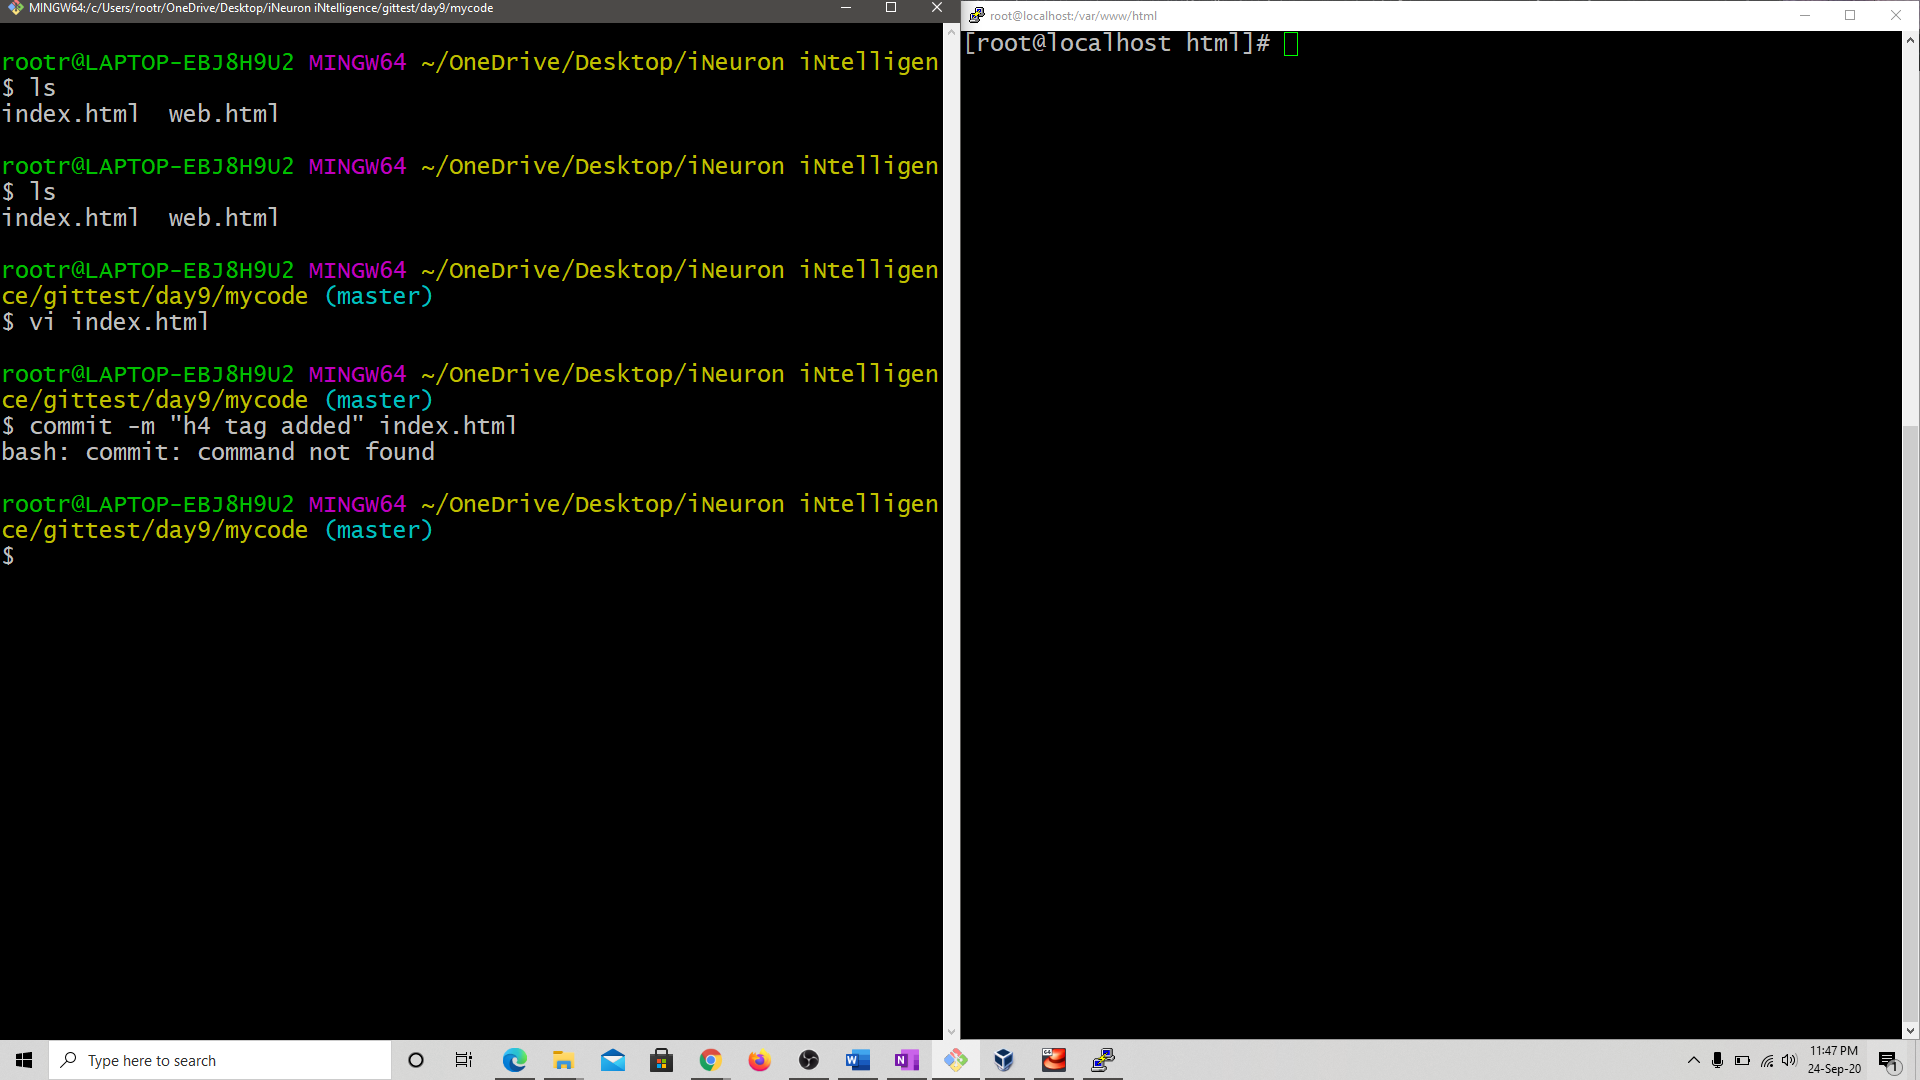 MINGW64:/c/Users/rootr/OneDrive/Desktop/iNeuron iNtelligence/gittest/day9/mycode
rootr@LAPTOP-EBJ8H9U2 MINGW64 ~/OneDrive/Desktop/iNeuron iNtelligen
$ ls
index.html  web.html
rootr@LAPTOP-EBJ8H9U2 MINGW64 ~/OneDrive/Desktop/iNeuron iNtelligen
$ ls
index.html  web.html
rootr@LAPTOP-EBJ8H9U2 MINGW64 ~/OneDrive/Desktop/iNeuron iNtelligen
ce/gittest/day9/mycode (master)
$ vi index.html
rootr@LAPTOP-EBJ8H9U2 MINGW64 ~/OneDrive/Desktop/iNeuron iNtelligen
ce/gittest/day9/mycode (master)
$ commit -m "h4 tag added" index.html
bash: commit: command not found
rootr@LAPTOP-EBJ8H9U2 MINGW64 ~/OneDrive/Desktop/iNeuron iNtelligen
ce/gittest/day9/mycode (master)
$
root@localhost:/var/www/html
[root@localhost html]#
Type here to search
11:47 PM
24-Sep-20
1